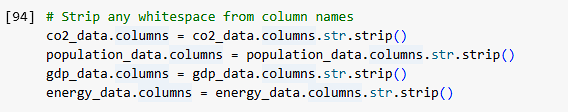 [94] # Strip any whitespace from column names
co2_data.columns = co2_data.columns.str.strip()
population_data.columns = population_data.columns.str.strip()
gdp_data.columns = gdp_data.columns.str.strip()
energy_data.columns = energy_data.columns.str.strip()